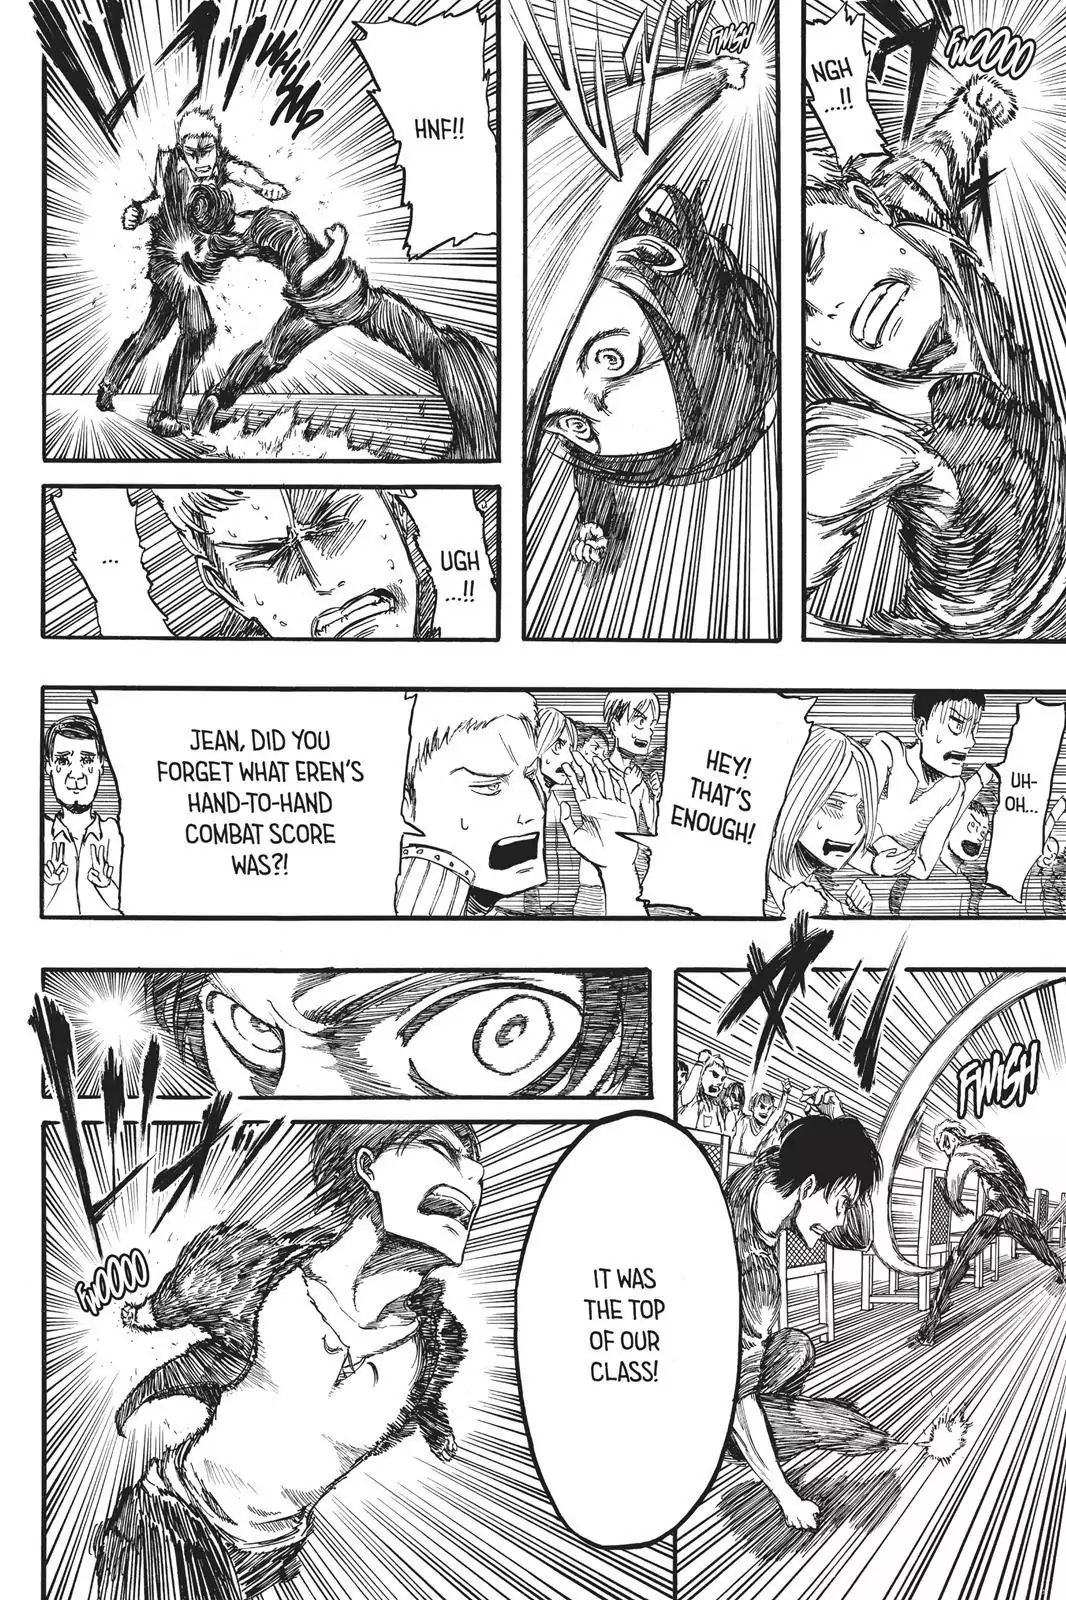 FWOOOO
NGH
...!!
FWISH
HNF!!
UGH
...!!
...
UH-
OH...
HEY!
THAT'S
ENOUGH!
JEAN, DID YOU
FORGET WHAT EREN'S
HAND-TO-HAND
COMBAT SCORE
WAS?!
FWISH
IT WAS
THE TOP
OF OUR
CLASS!
FWOOOO